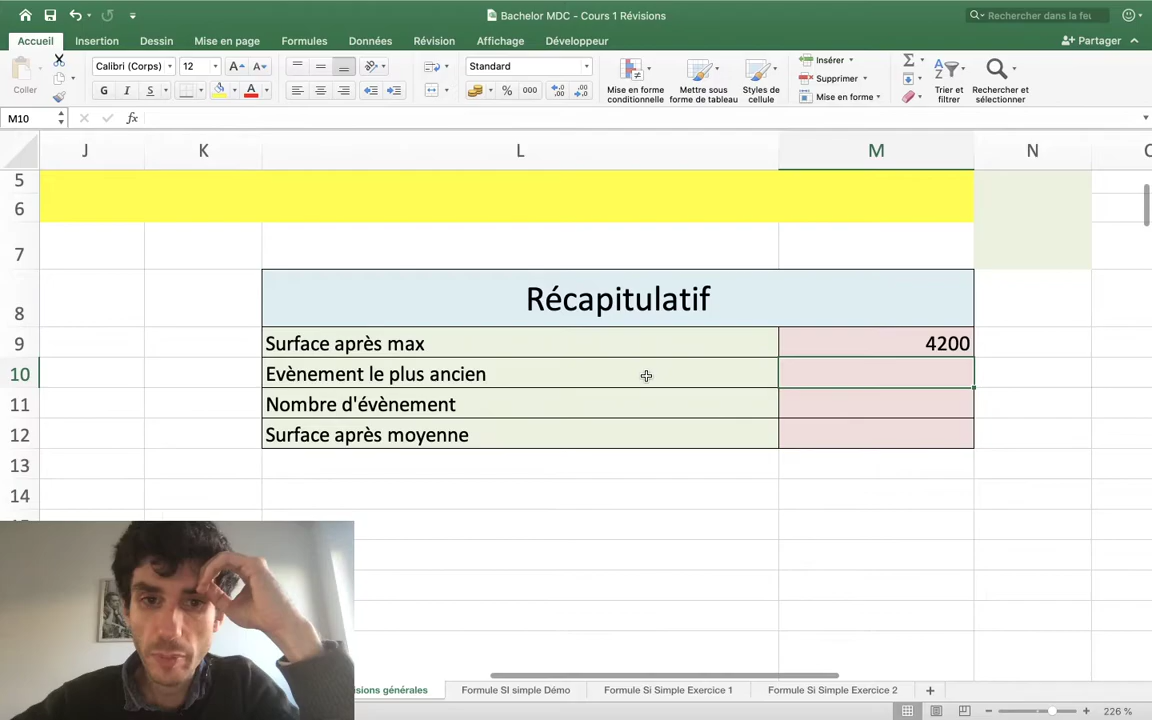 Bachelor MDC - Cours 1 Révisions
Rechercher dans la feu
Accueil Insertion Dessin Mise en page Formules Données Révision Affichage Développeur
Partager
Coller
Calibri (Corps) 12
G I S
A A
Standard
% 000
Mise en forme conditionnelle
Mettre sous forme de tableau
Styles de cellule
Insérer
Supprimer
Mise en forme
Trier et filtrer
Rechercher et sélectionner
M10
fx
J K L M N
5
6
7
8 Récapitulatif
9 Surface après max 4200
10 Evènement le plus ancien
11 Nombre d'évènement
12 Surface après moyenne
13
14
isions générales Formule SI simple Démo Formule Si Simple Exercice 1 Formule Si Simple Exercice 2
226 %